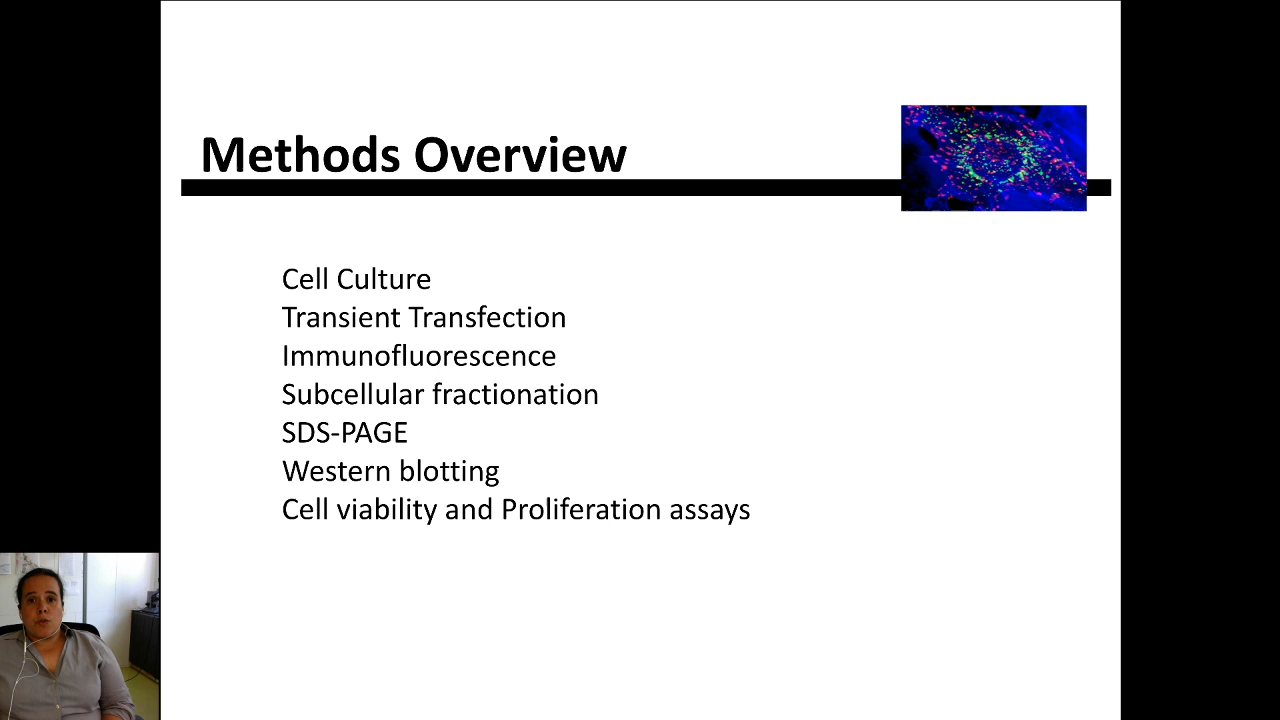 Methods Overview
Cell Culture
Transient Transfection
Immunofluorescence
Subcellular fractionation
SDS-PAGE
Western blotting
Cell viability and Proliferation assays